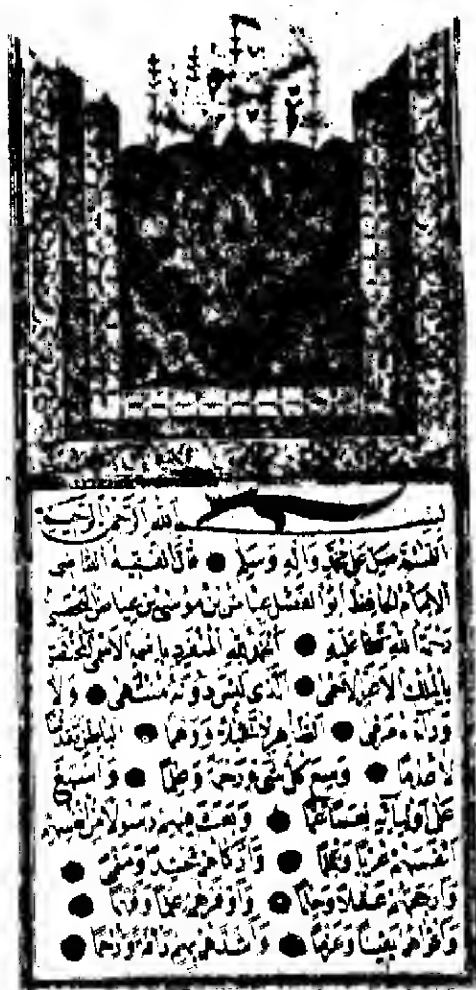 بسم الله الرحمن الرحيم
اللهم صل على محمد وآله وسلم ● قال الفقيه القاضي
الإمام الحافظ أبو الفضل عياض بن موسى بن عياض اليحصبي
رحمة الله تعالى عليه ● الحمد لله المنفرد باسمه الأسمى المختص
بالملك الأعز الأحمى ● الذي ليس دونه منتهى ● ولا
وراءه مرمى ● الظاهر لا تخيلا ووهما ● الباطن تقدسا
لا عدما ● وسع كل شيء رحمة وعلما ● وأسبغ
على أوليائه نعما عما ● وبعث فيهم رسولا من أنفسهم
أنفسهم عربا وعجما ● وأزكاهم محتدا ومنمى ●
وأرجحهم عقلا وحلما ● وأوفرهم علما وفهما ●
وأقواهم يقينا وعزما ● وأشدهم بهم رأفة ورحما ●